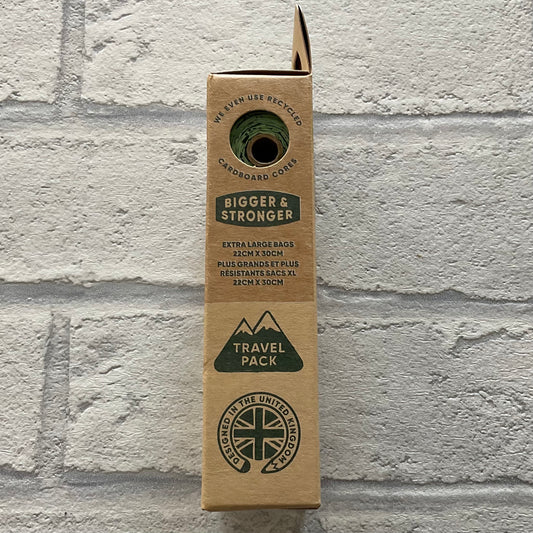 WE EVEN USE RECYCLED
CARDBOARD CORES
BIGGER &
STRONGER
EXTRA LARGE BAGS
22CM X 30CM
PLUS GRANDS ET PLUS
RÉSISTANTS SACS XL
22CM X 30CM
TRAVEL
PACK
DESIGNED IN THE UNITED KINGDOM